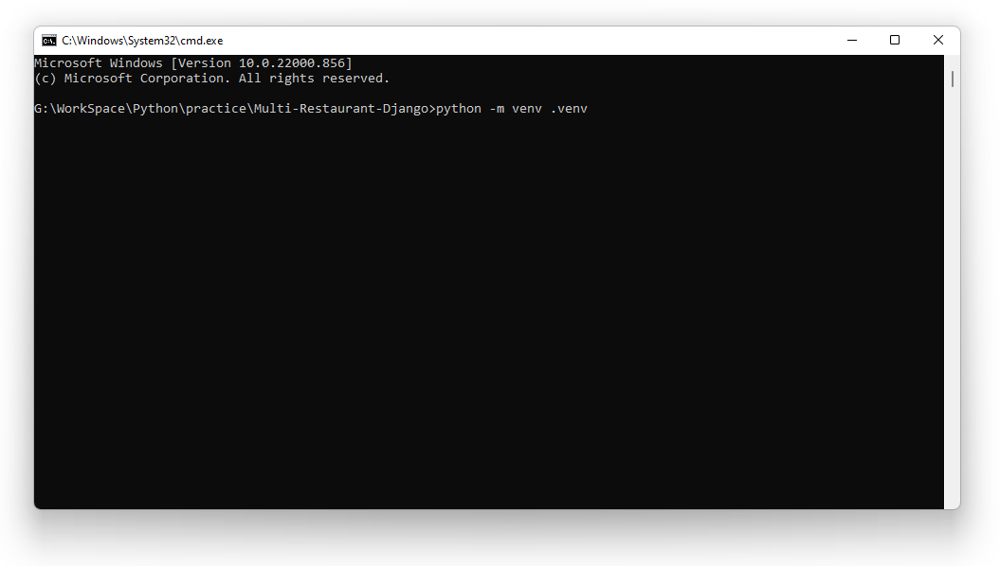 C:\Windows\System32\cmd.exe
Microsoft Windows [Version 10.0.22000.856]
(c) Microsoft Corporation. All rights reserved.
G:\WorkSpace\Python\practice\Multi-Restaurant-Django>python -m venv .venv